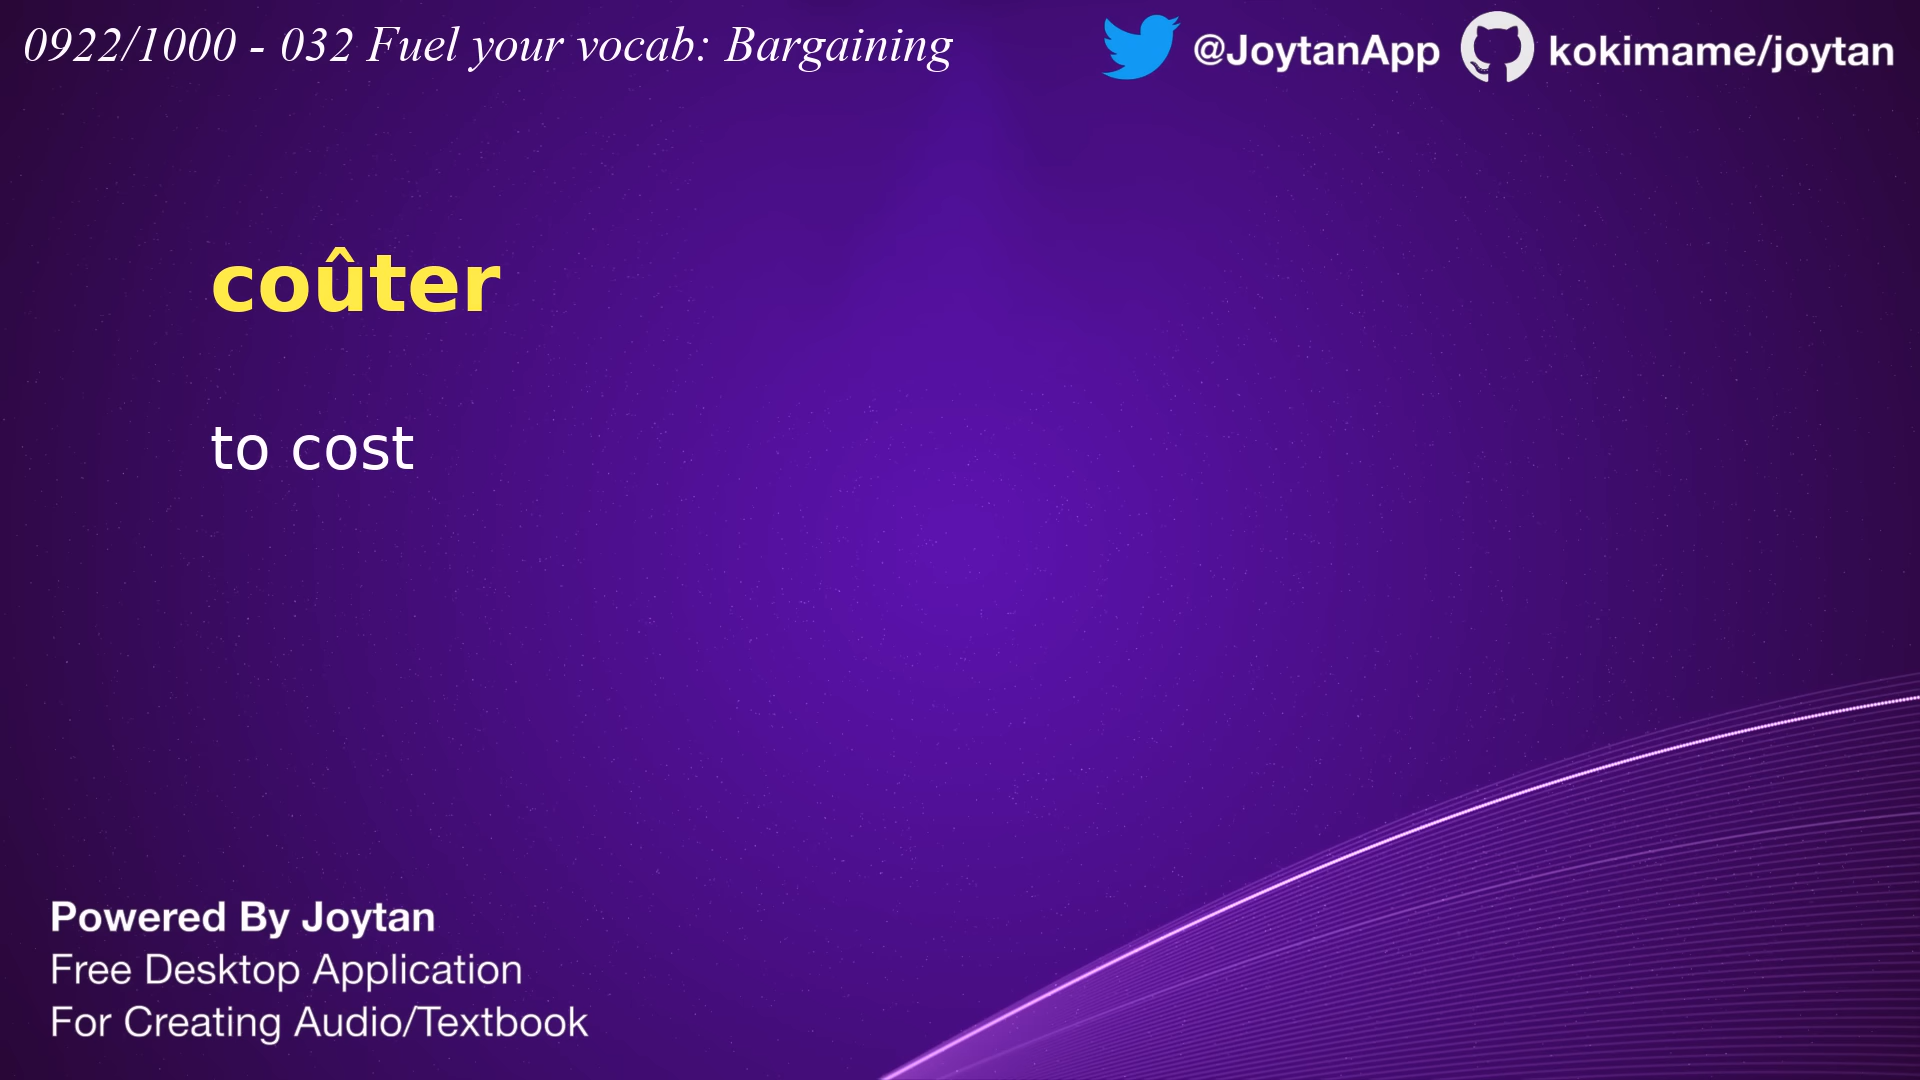 0922/1000 - 032 Fuel your vocab: Bargaining
@JoytanApp
kokimame/joytan
coûter
to cost
Powered By Joytan
Free Desktop Application
For Creating Audio/Textbook